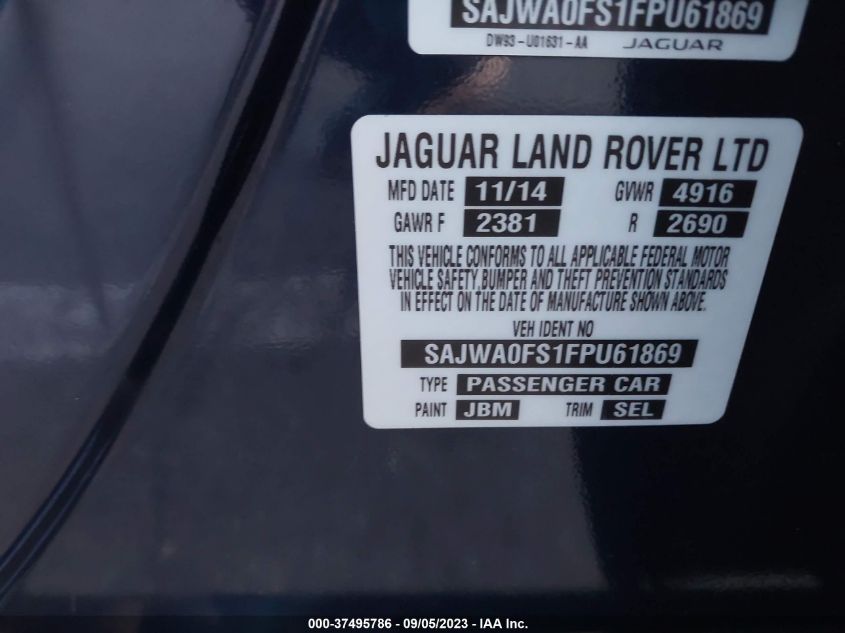 SAJWA0FS1FPU61869
DW93-U01631-AA JAGUAR
JAGUAR LAND ROVER LTD
MFD DATE 11/14 GVWR 4916
GAWR F 2381 R 2690
THIS VEHICLE CONFORMS TO ALL APPLICABLE FEDERAL MOTOR
VEHICLE SAFETY,BUMPER AND THEFT PREVENTION STANDARDS
IN EFFECT ON THE DATE OF MANUFACTURE SHOWN ABOVE.
VEH IDENT NO
SAJWA0FS1FPU61869
TYPE PASSENGER CAR
PAINT JBM TRIM SEL
000-37495786 - 09/05/2023 - IAA Inc.